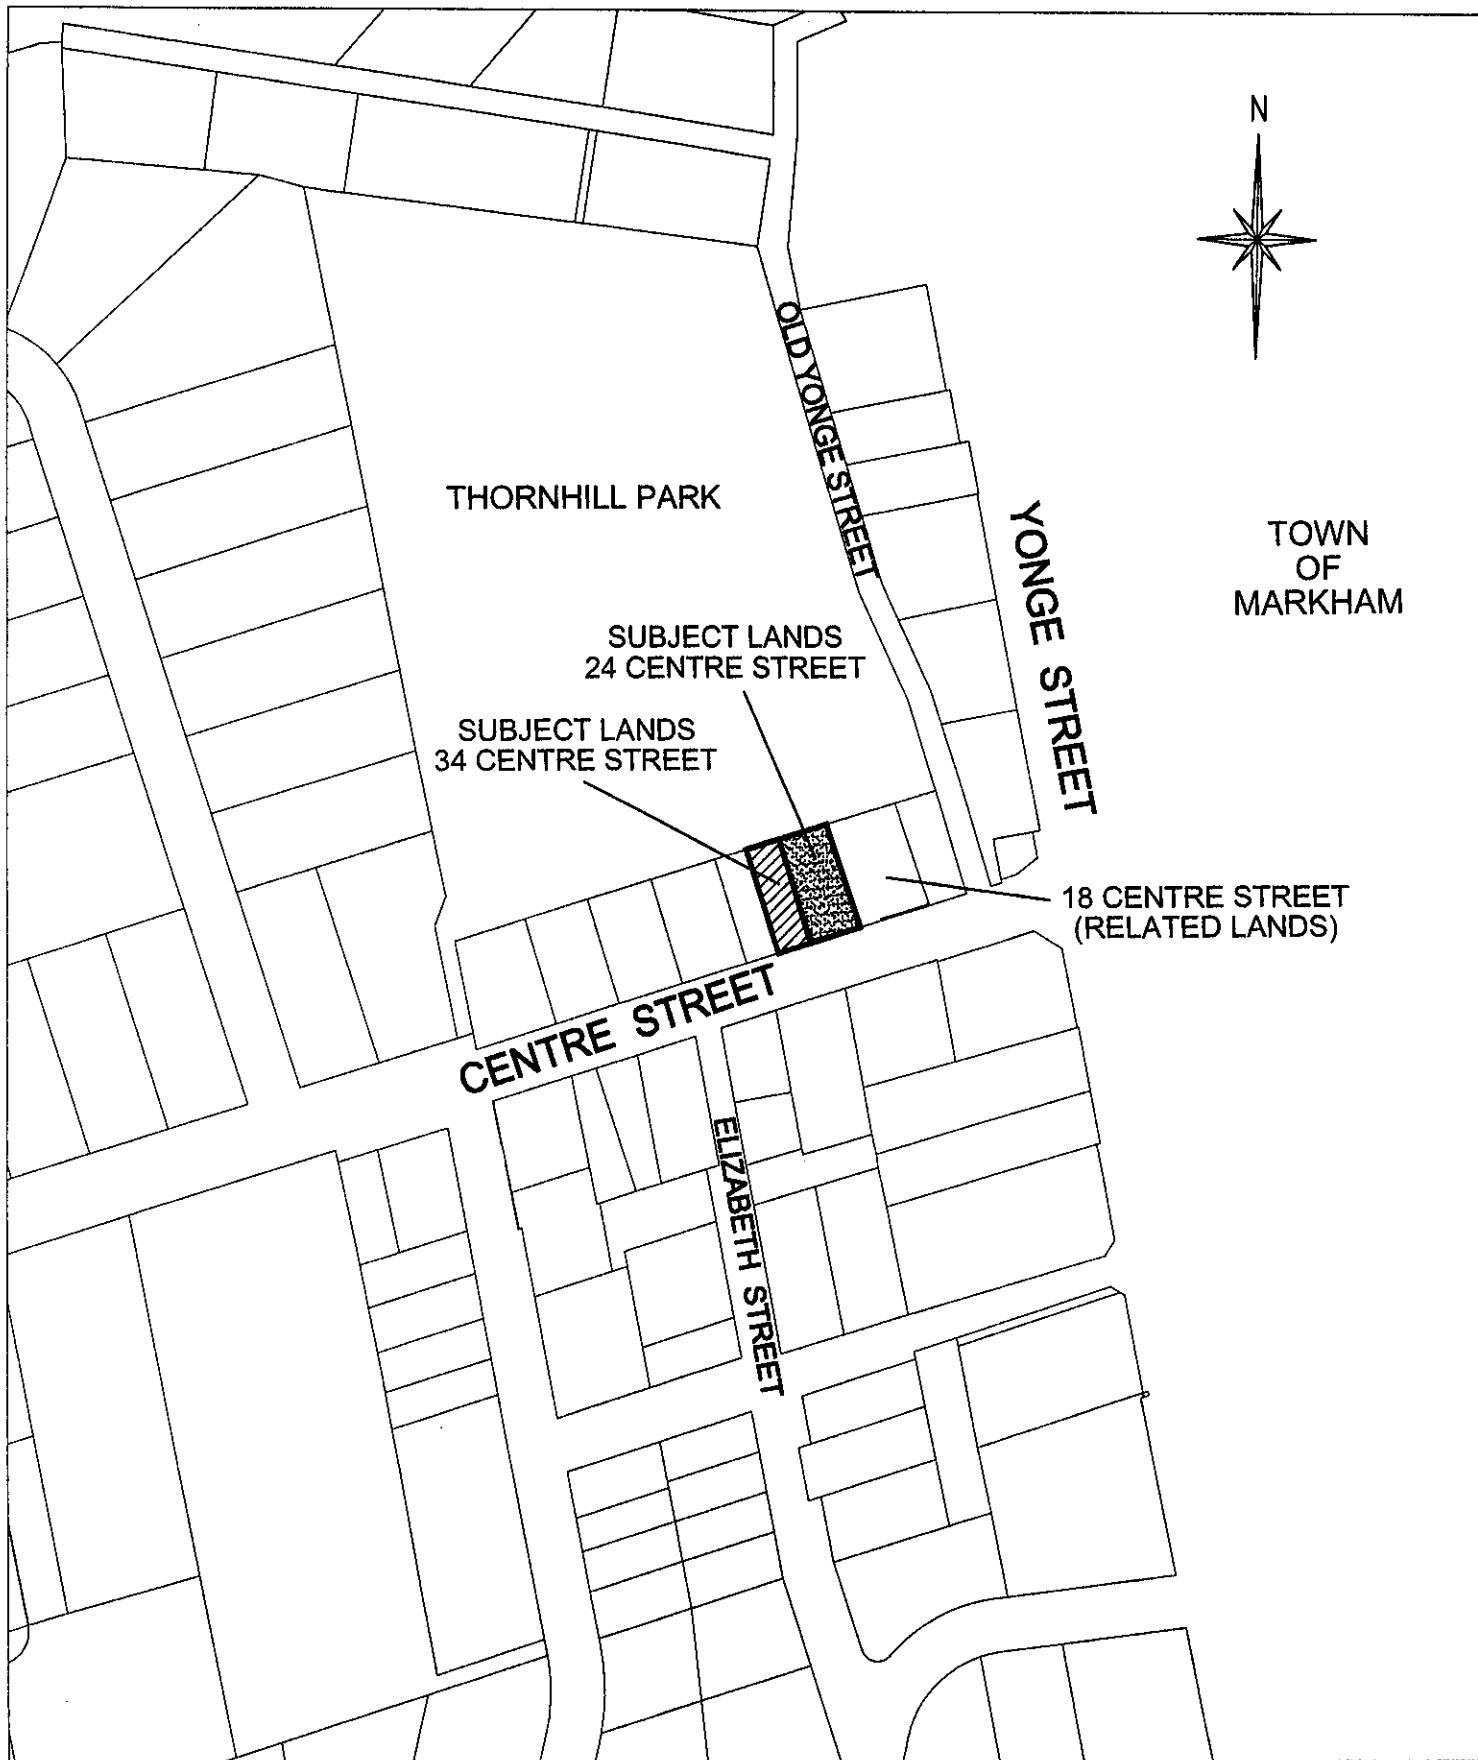 N
OLD YONGE STREET
THORNHILL PARK
YONGE STREET
TOWN
OF
MARKHAM
SUBJECT LANDS
24 CENTRE STREET
SUBJECT LANDS
34 CENTRE STREET
18 CENTRE STREET
(RELATED LANDS)
CENTRE STREET
ELIZABETH STREET